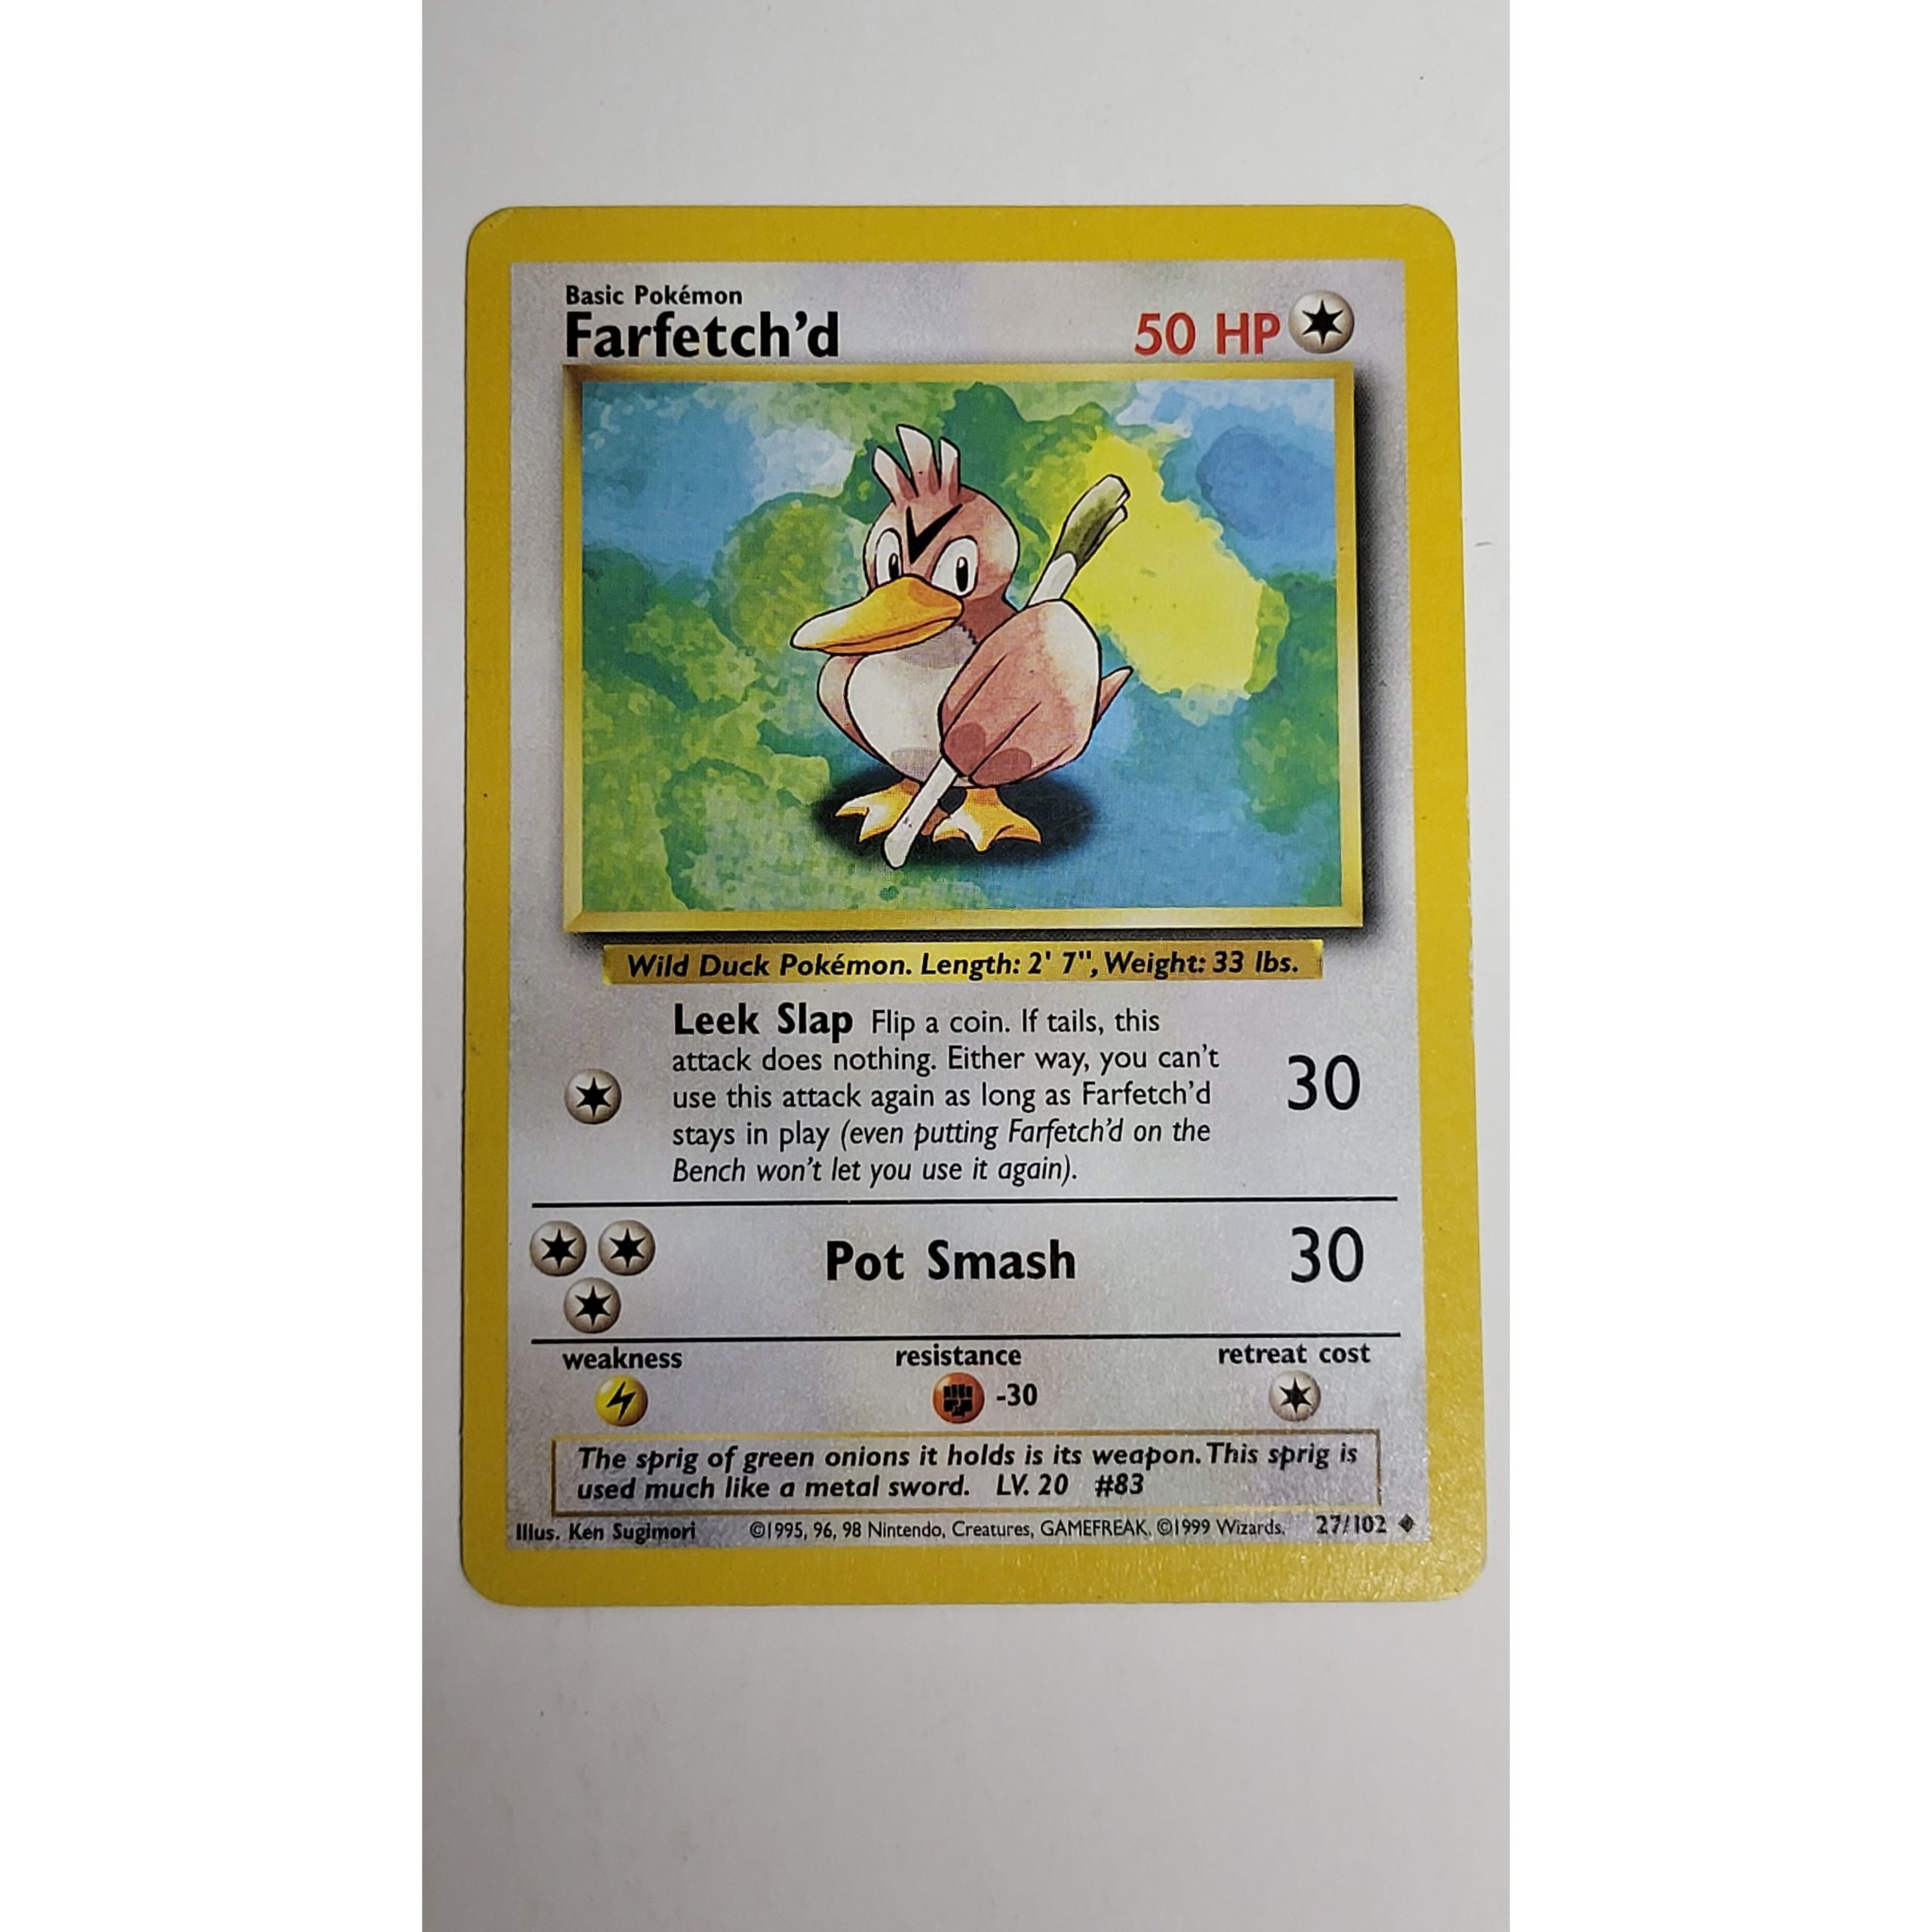 Basic Pokémon
Farfetch'd 50 HP
Wild Duck Pokémon. Length: 2' 7", Weight: 33 lbs.
Leek Slap Flip a coin. If tails, this
attack does nothing. Either way, you can't
use this attack again as long as Farfetch'd
stays in play (even putting Farfetch'd on the
Bench won't let you use it again).
30
Pot Smash 30
weakness resistance retreat cost
-30
The sprig of green onions it holds is its weapon. This sprig is
used much like a metal sword. LV. 20 #83
Illus. Ken Sugimori ©1995, 96, 98 Nintendo, Creatures, GAMEFREAK. ©1999 Wizards. 27/102